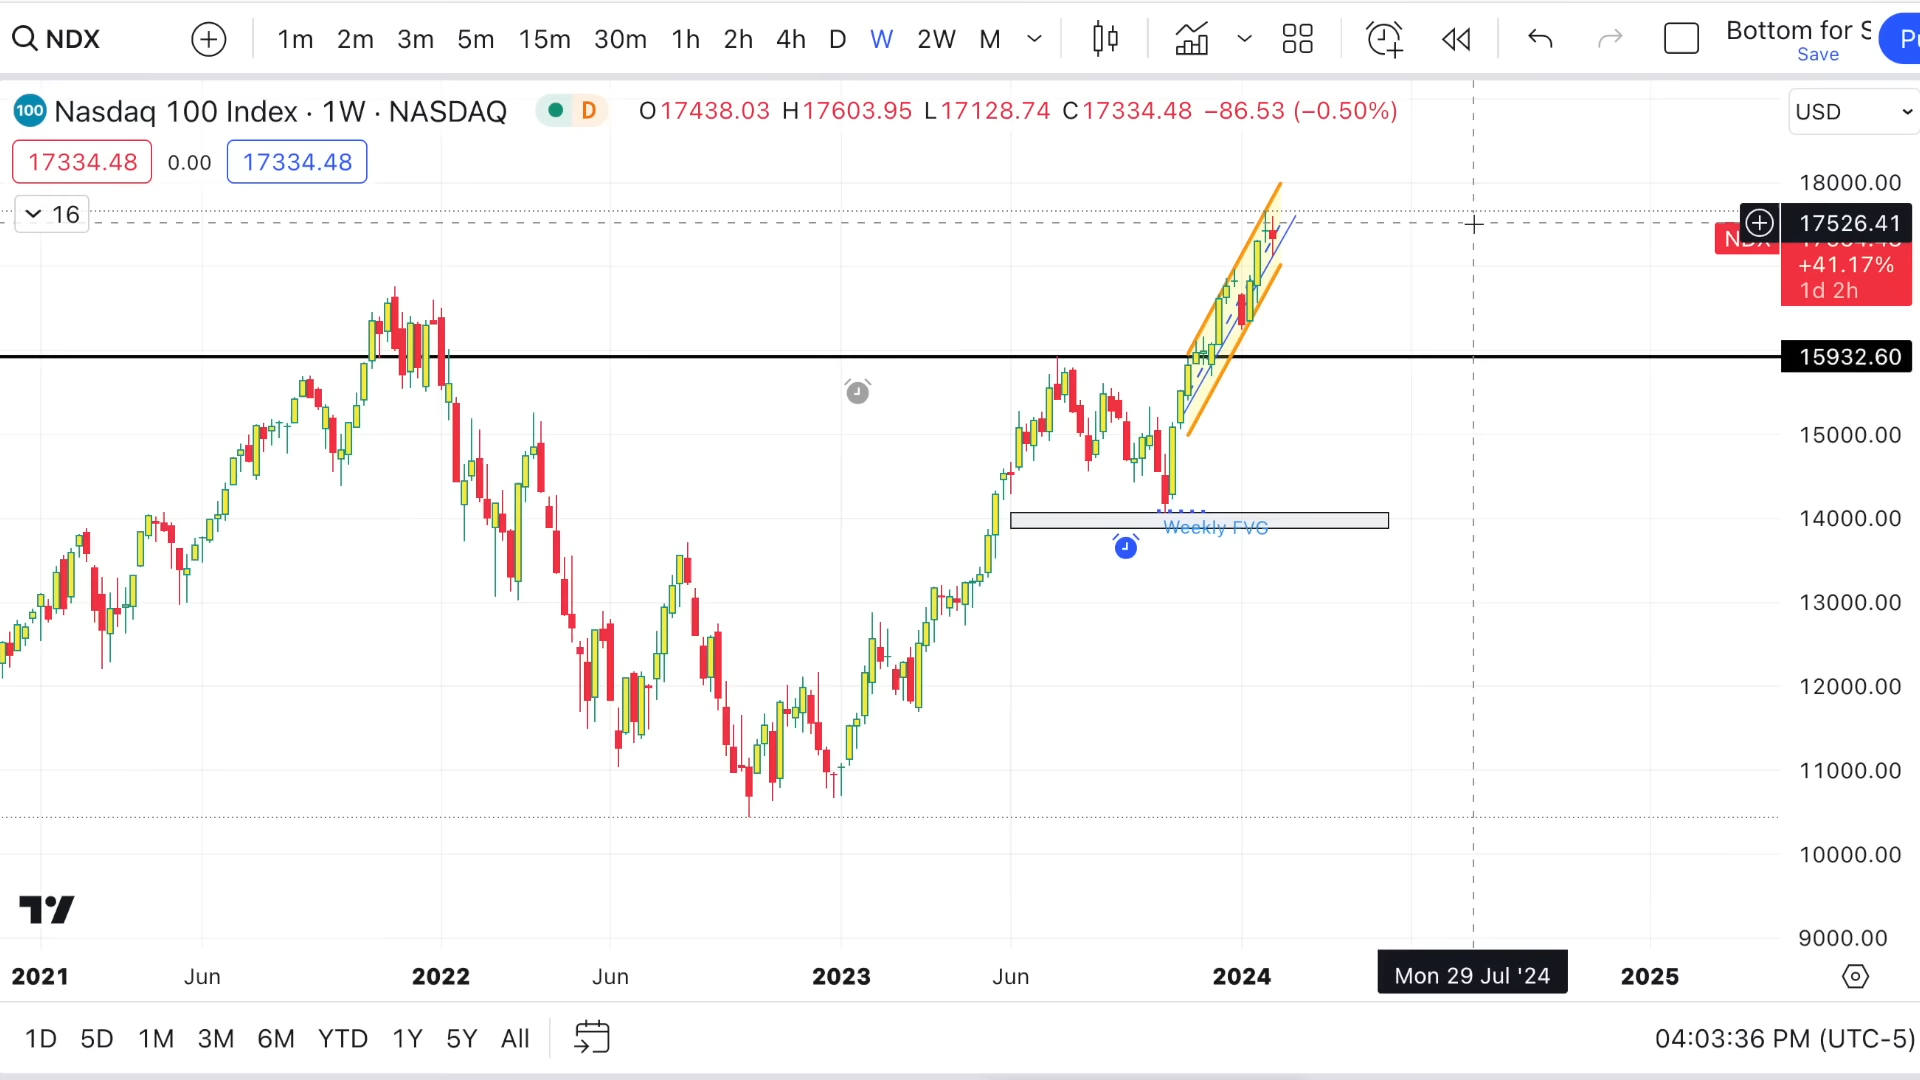 NDX 1m 2m 3m 5m 15m 30m 1h 2h 4h D W 2W M Bottom for S Pu
Save
100 Nasdaq 100 Index · 1W · NASDAQ D O17438.03 H17603.95 L17128.74 C17334.48 −86.53 (−0.50%) USD
17334.48 0.00 17334.48
16
18000.00
17526.41
NDX
+41.17%
1d 2h
15932.60
15000.00
14000.00
Weekly FVG
13000.00
12000.00
11000.00
10000.00
9000.00
2021 Jun 2022 Jun 2023 Jun 2024 Mon 29 Jul '24 2025
1D 5D 1M 3M 6M YTD 1Y 5Y All 04:03:36 PM (UTC-5)